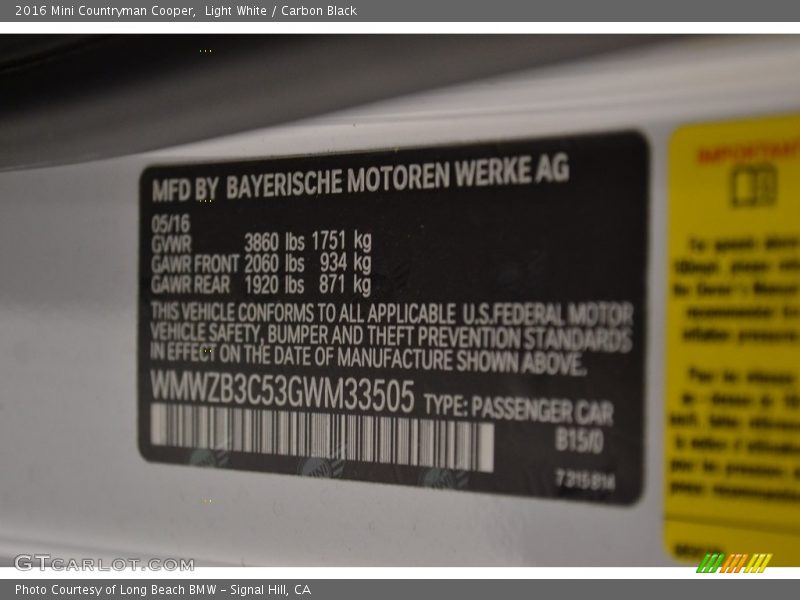 2016 Mini Countryman Cooper, Light White / Carbon Black
MFD BY BAYERISCHE MOTOREN WERKE AG
05/16
GVWR 3860 lbs 1751 kg
GAWR FRONT 2060 lbs 934 kg
GAWR REAR 1920 lbs 871 kg
THIS VEHICLE CONFORMS TO ALL APPLICABLE U.S.FEDERAL MOTOR
VEHICLE SAFETY, BUMPER AND THEFT PREVENTION STANDARDS
IN EFFECT ON THE DATE OF MANUFACTURE SHOWN ABOVE.
WMWZB3C53GWM33505 TYPE: PASSENGER CAR
B15/0
IMPORTANT
GTCARLOT.COM
Photo Courtesy of Long Beach BMW – Signal Hill, CA